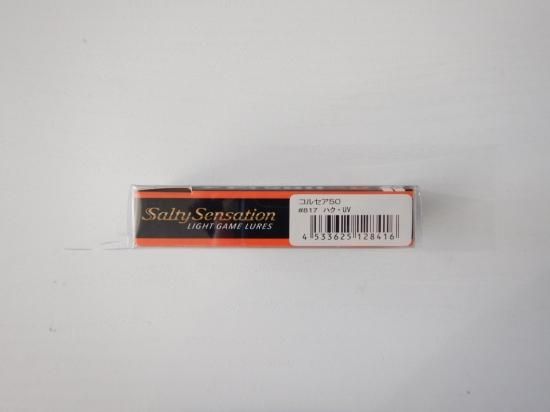 Salty Sensation
LIGHT GAME LURES
コルセア50
#817 ハク・UV
4 533625 128416